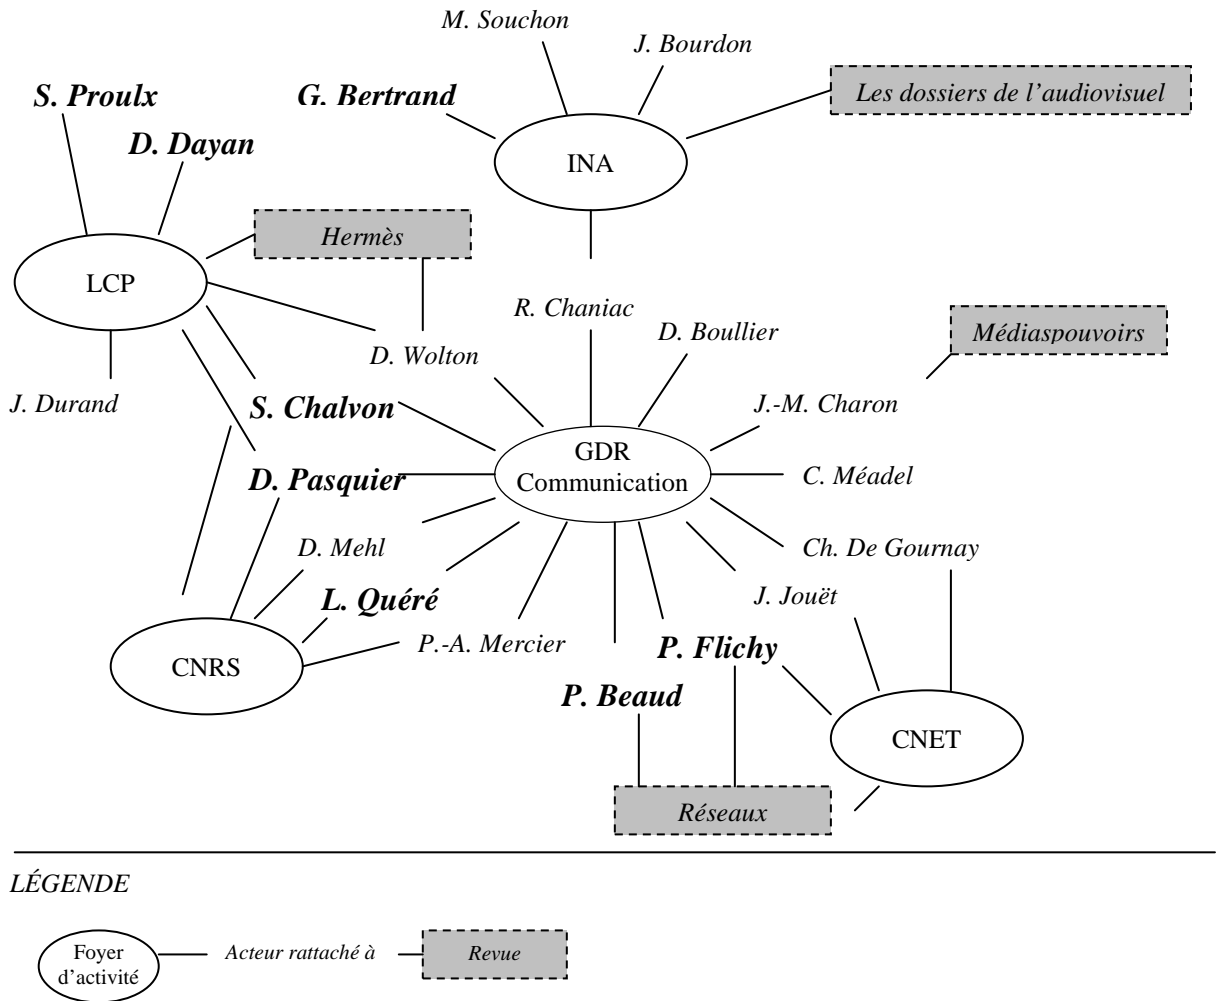 M. Souchon
J. Bourdon
S. Proulx
G. Bertrand
Les dossiers de l’audiovisuel
D. Dayan
INA
Hermès
LCP
R. Chaniac
D. Boullier
Médiaspouvoirs
D. Wolton
J. Durand
S. Chalvon
J.-M. Charon
GDR
Communication
D. Pasquier
C. Méadel
D. Mehl
Ch. De Gournay
L. Quéré
J. Jouët
P.-A. Mercier
P. Flichy
CNRS
P. Beaud
CNET
Réseaux
LÉGENDE
Foyer
d’activité
Acteur rattaché à
Revue